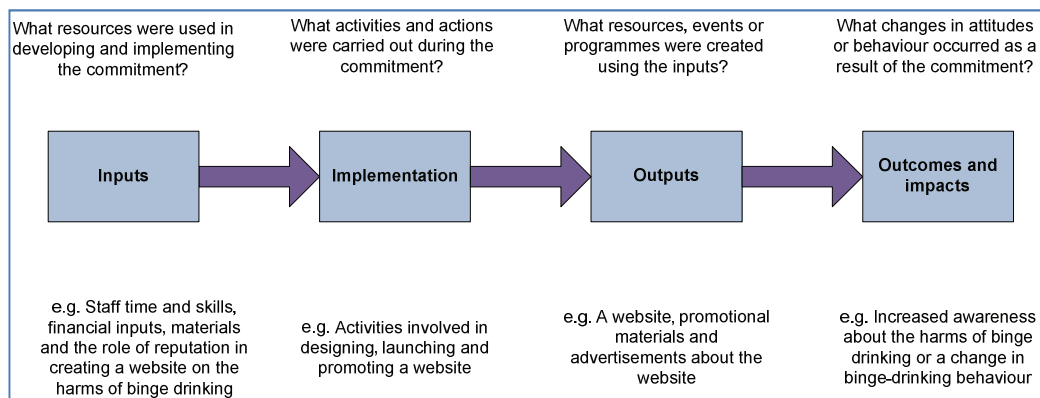 What resources were used in
developing and implementing
the commitment?
What activities and actions
were carried out during the
commitment?
What resources, events or
programmes were created
using the inputs?
What changes in attitudes
or behaviour occurred as a
result of the commitment?
Inputs
Implementation
Outputs
Outcomes and
impacts
e.g. Staff time and skills,
financial inputs, materials
and the role of reputation in
creating a website on the
harms of binge drinking
e.g. Activities involved in
designing, launching and
promoting a website
e.g. A website, promotional
materials and
advertisements about the
website
e.g. Increased awareness
about the harms of binge
drinking or a change in
binge-drinking behaviour